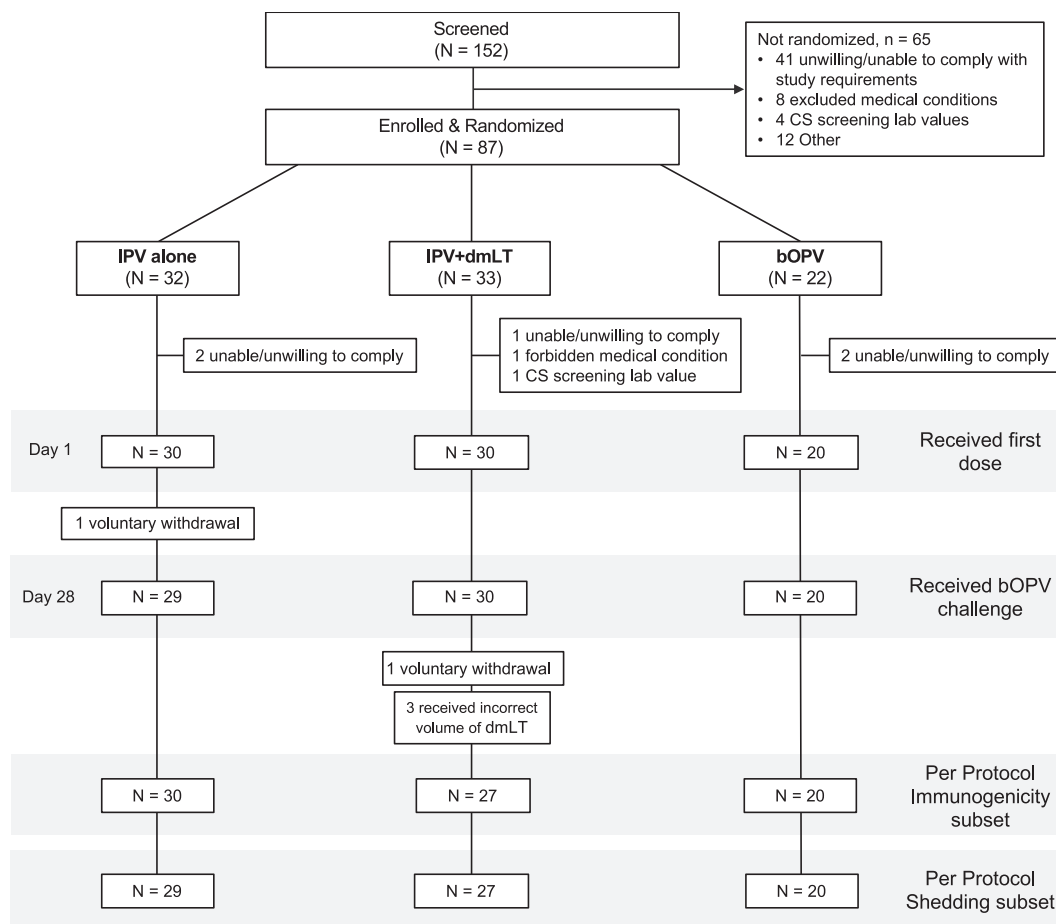 Screened
(N = 152)
Not randomized, n = 65
• 41 unwilling/unable to comply with
study requirements
• 8 excluded medical conditions
• 4 CS screening lab values
• 12 Other
Enrolled & Randomized
(N = 87)
IPV alone
(N = 32)
IPV+dmLT
(N = 33)
bOPV
(N = 22)
2 unable/unwilling to comply
1 unable/unwilling to comply
1 forbidden medical condition
1 CS screening lab value
2 unable/unwilling to comply
Day 1
N = 30
N = 30
N = 20
Received first
dose
1 voluntary withdrawal
Day 28
N = 29
N = 30
N = 20
Received bOPV
challenge
1 voluntary withdrawal
3 received incorrect
volume of dmLT
N = 30
N = 27
N = 20
Per Protocol
Immunogenicity
subset
N = 29
N = 27
N = 20
Per Protocol
Shedding subset